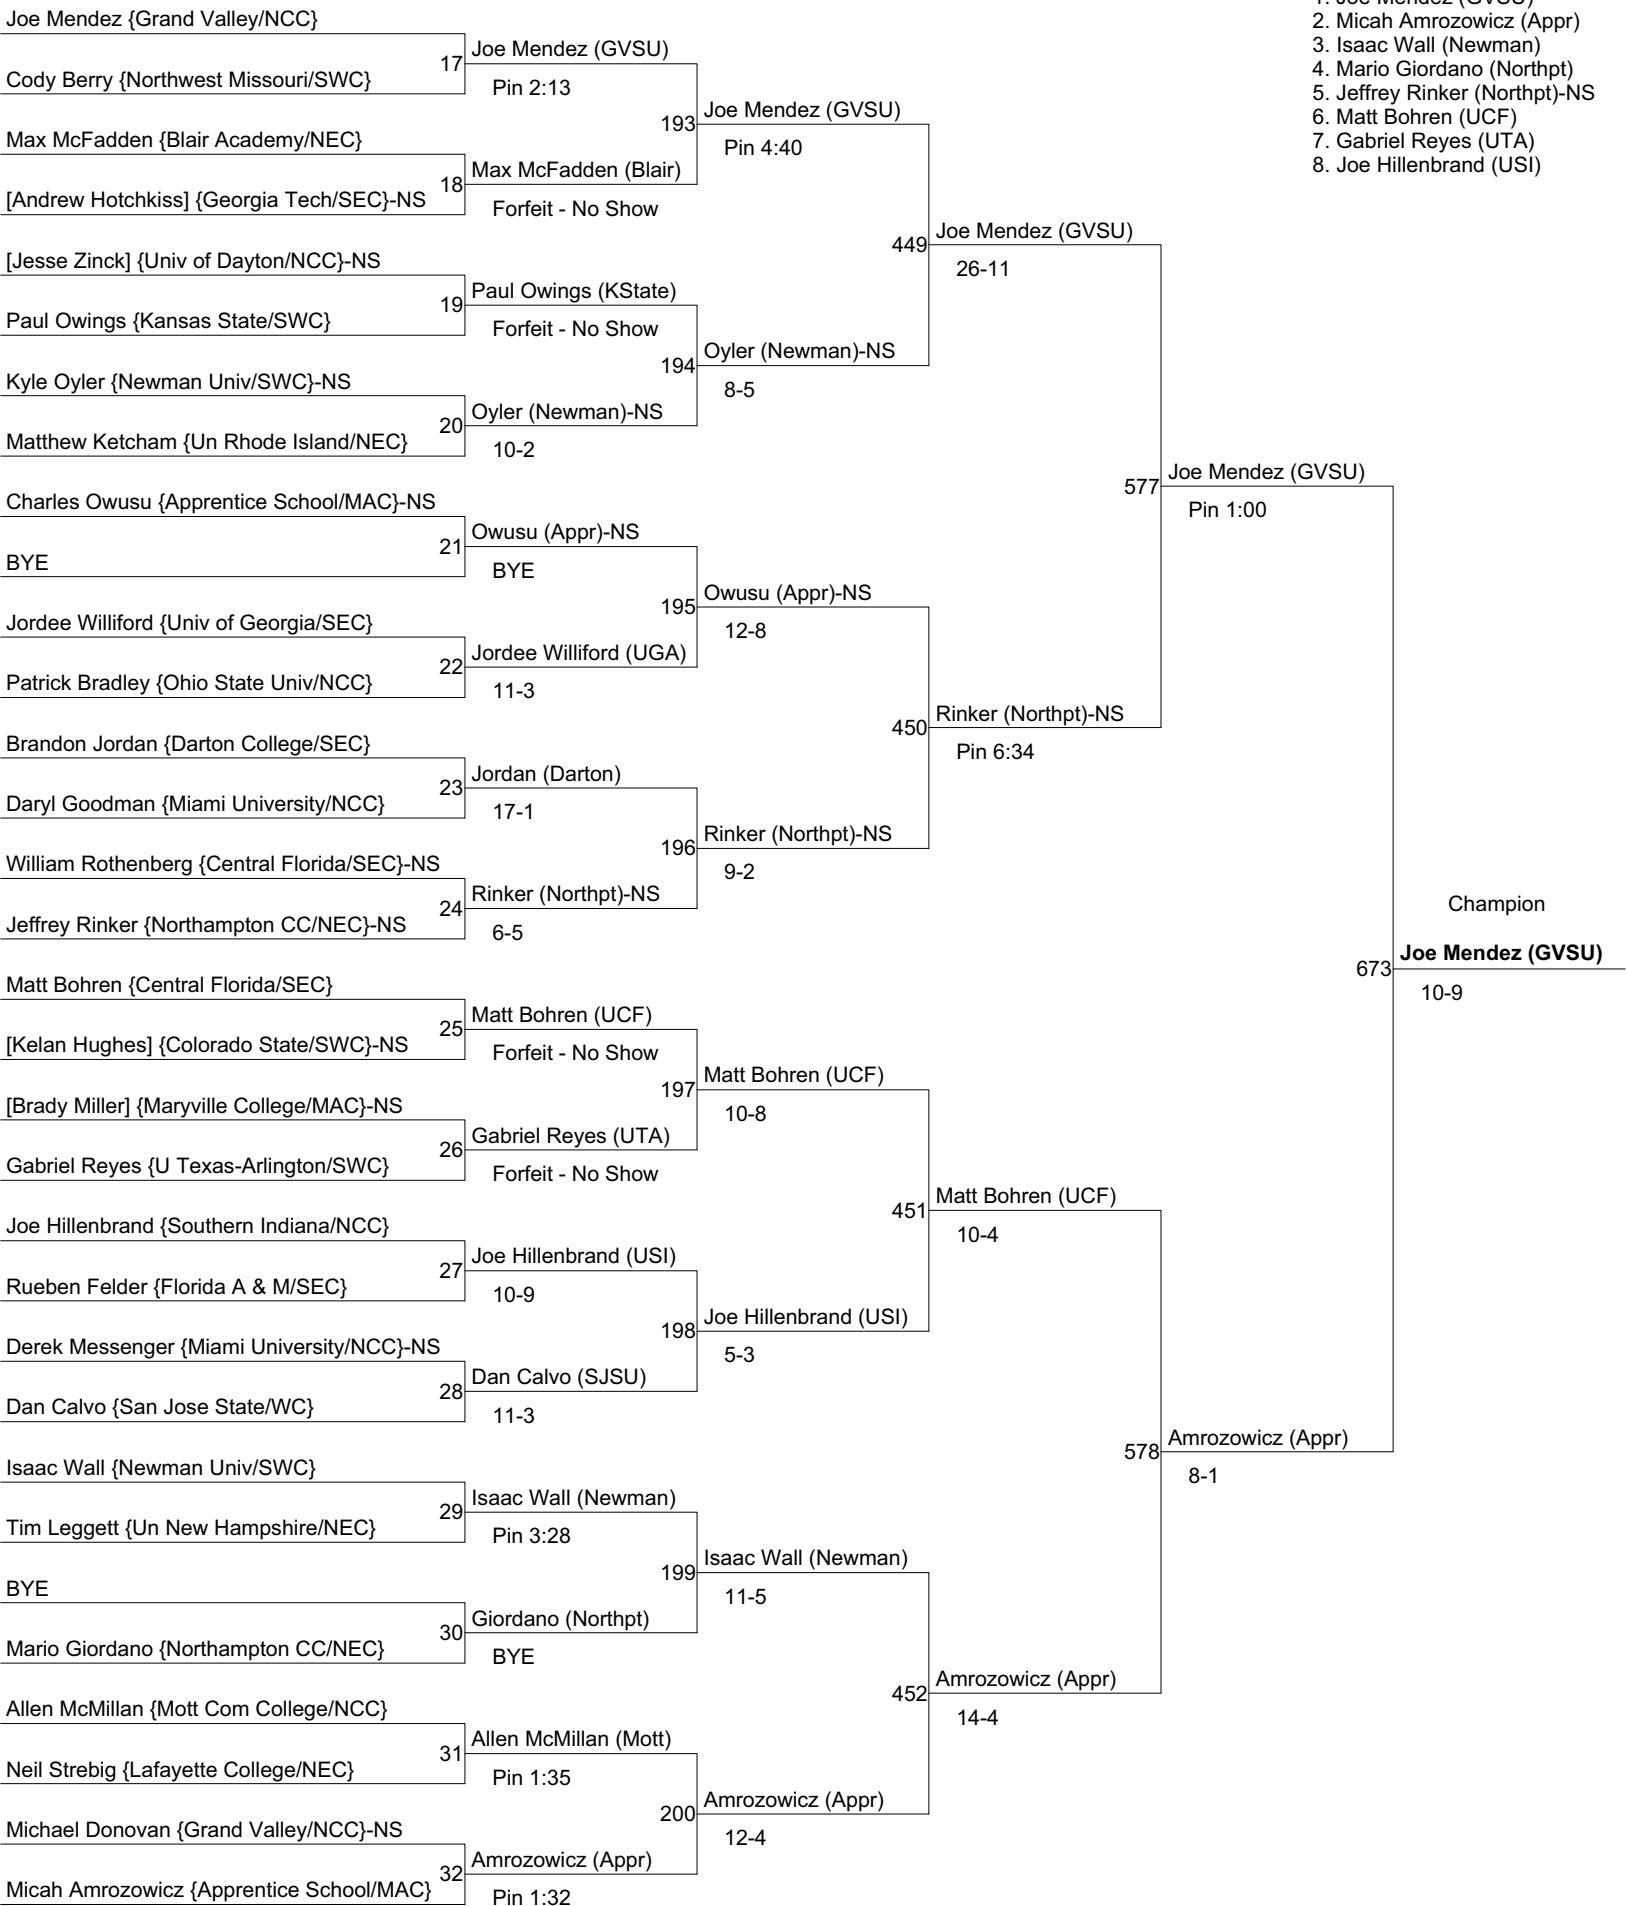 Joe Mendez {Grand Valley/NCC}
17
Joe Mendez (GVSU)
Cody Berry {Northwest Missouri/SWC}
Pin 2:13
193
Joe Mendez (GVSU)
Pin 4:40
Max McFadden {Blair Academy/NEC}
18
Max McFadden (Blair)
[Andrew Hotchkiss] {Georgia Tech/SEC}-NS
Forfeit - No Show
449
Joe Mendez (GVSU)
26-11
[Jesse Zinck] {Univ of Dayton/NCC}-NS
19
Paul Owings (KState)
Paul Owings {Kansas State/SWC}
Forfeit - No Show
194
Oyler (Newman)-NS
8-5
Kyle Oyler {Newman Univ/SWC}-NS
20
Oyler (Newman)-NS
Matthew Ketcham {Un Rhode Island/NEC}
10-2
577
Joe Mendez (GVSU)
Pin 1:00
Charles Owusu {Apprentice School/MAC}-NS
21
Owusu (Appr)-NS
BYE
BYE
195
Owusu (Appr)-NS
12-8
Jordee Williford {Univ of Georgia/SEC}
22
Jordee Williford (UGA)
Patrick Bradley {Ohio State Univ/NCC}
11-3
450
Rinker (Northpt)-NS
Pin 6:34
Brandon Jordan {Darton College/SEC}
23
Jordan (Darton)
Daryl Goodman {Miami University/NCC}
17-1
196
Rinker (Northpt)-NS
9-2
William Rothenberg {Central Florida/SEC}-NS
24
Rinker (Northpt)-NS
Jeffrey Rinker {Northampton CC/NEC}-NS
6-5
Champion
673
Joe Mendez (GVSU)
10-9
Matt Bohren {Central Florida/SEC}
25
Matt Bohren (UCF)
[Kelan Hughes] {Colorado State/SWC}-NS
Forfeit - No Show
197
Matt Bohren (UCF)
10-8
[Brady Miller] {Maryville College/MAC}-NS
26
Gabriel Reyes (UTA)
Gabriel Reyes {U Texas-Arlington/SWC}
Forfeit - No Show
451
Matt Bohren (UCF)
10-4
Joe Hillenbrand {Southern Indiana/NCC}
27
Joe Hillenbrand (USI)
Rueben Felder {Florida A & M/SEC}
10-9
198
Joe Hillenbrand (USI)
5-3
Derek Messenger {Miami University/NCC}-NS
28
Dan Calvo (SJSU)
Dan Calvo {San Jose State/WC}
11-3
578
Amrozowicz (Appr)
8-1
Isaac Wall {Newman Univ/SWC}
29
Isaac Wall (Newman)
Tim Leggett {Un New Hampshire/NEC}
Pin 3:28
199
Isaac Wall (Newman)
11-5
BYE
30
Giordano (Northpt)
Mario Giordano {Northampton CC/NEC}
BYE
452
Amrozowicz (Appr)
14-4
Allen McMillan {Mott Com College/NCC}
31
Allen McMillan (Mott)
Neil Strebig {Lafayette College/NEC}
Pin 1:35
200
Amrozowicz (Appr)
12-4
Michael Donovan {Grand Valley/NCC}-NS
32
Amrozowicz (Appr)
Micah Amrozowicz {Apprentice School/MAC}
Pin 1:32
1. Joe Mendez (GVSU)
2. Micah Amrozowicz (Appr)
3. Isaac Wall (Newman)
4. Mario Giordano (Northpt)
5. Jeffrey Rinker (Northpt)-NS
6. Matt Bohren (UCF)
7. Gabriel Reyes (UTA)
8. Joe Hillenbrand (USI)